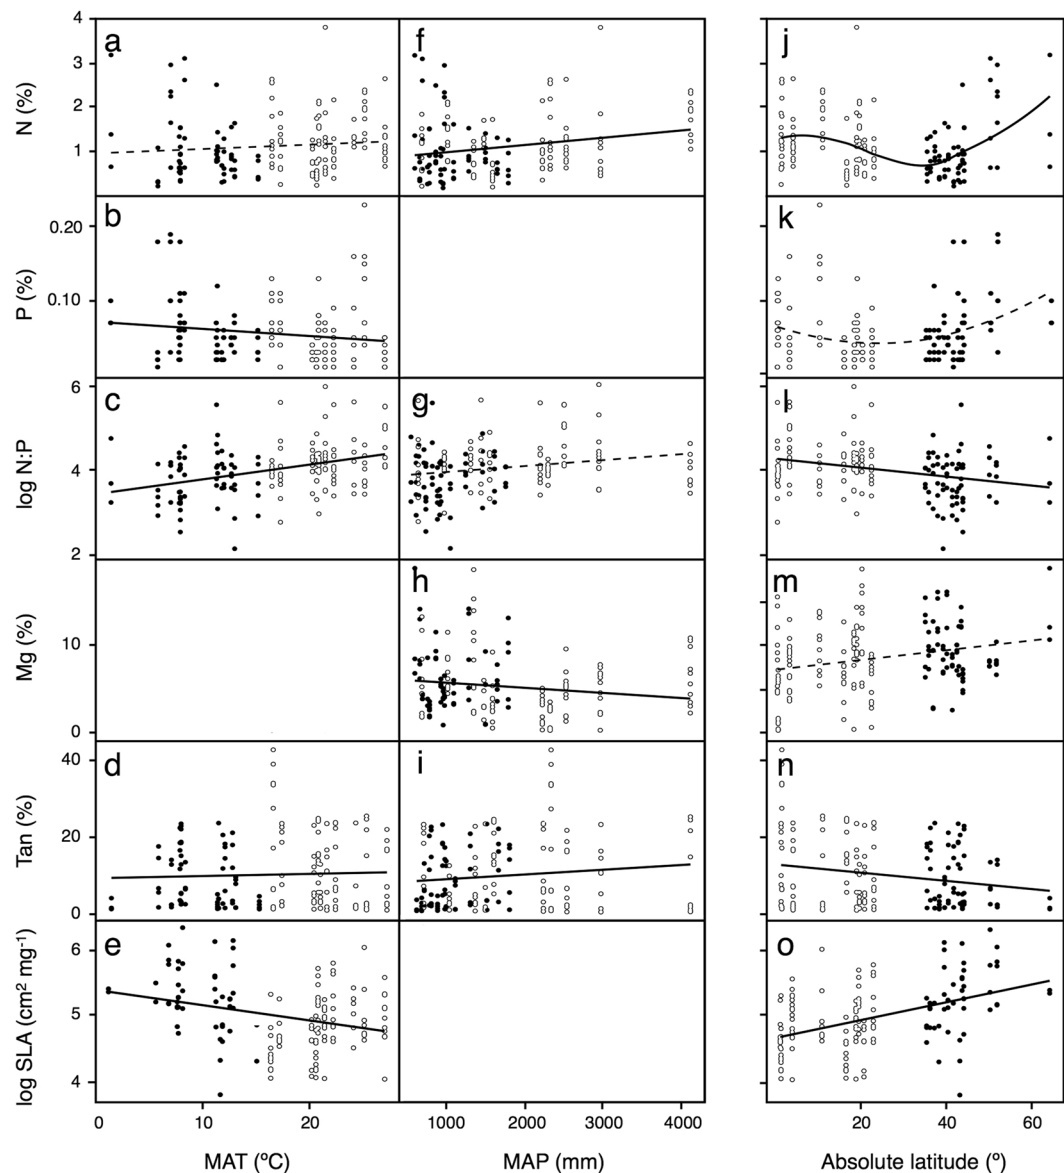 4
a
f
j
3
N (%)
2
1
b
k
0.20
P (%)
0.10
6
c
g
l
log N:P
4
2
h
m
Mg (%)
10
0
40
d
i
n
Tan (%)
20
0
e
o
6
log SLA (cm² mg⁻¹)
5
4
0 10 20 1000 2000 3000 4000 20 40 60
MAT (ºC) MAP (mm) Absolute latitude (º)